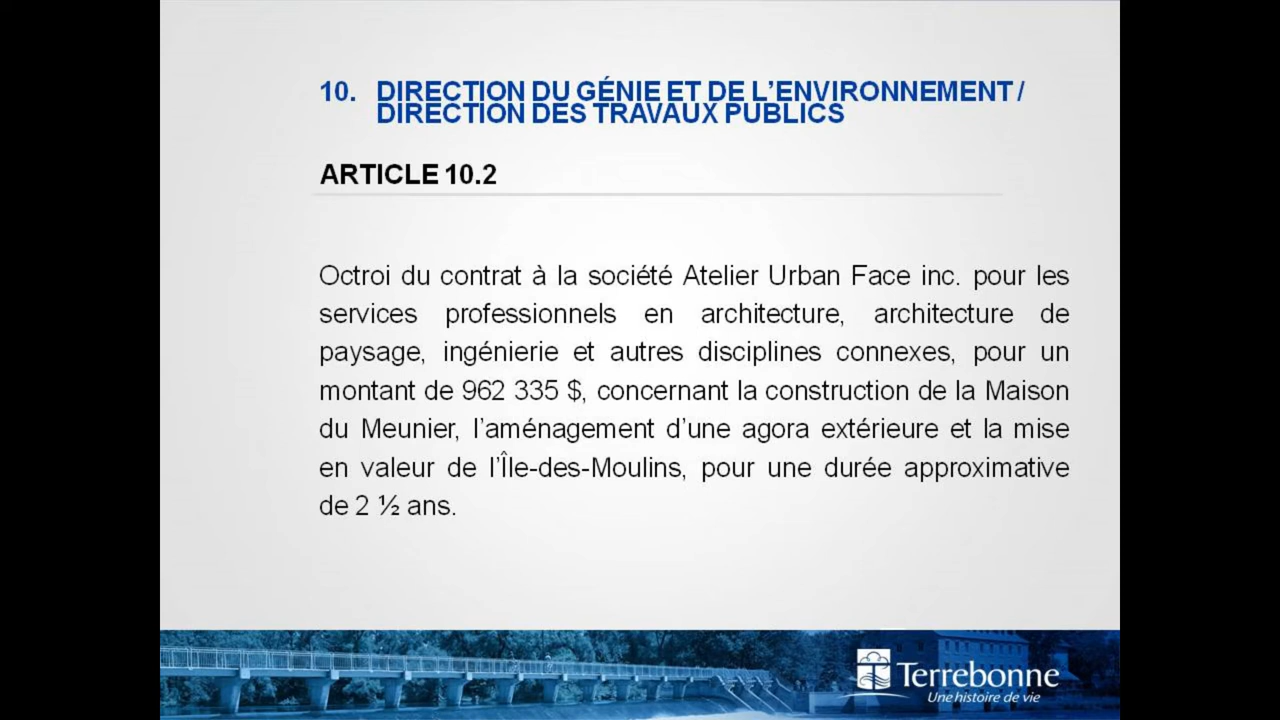 10. DIRECTION DU GÉNIE ET DE L'ENVIRONNEMENT /
DIRECTION DES TRAVAUX PUBLICS
ARTICLE 10.2
Octroi du contrat à la société Atelier Urban Face inc. pour les
services professionnels en architecture, architecture de
paysage, ingénierie et autres disciplines connexes, pour un
montant de 962 335 $, concernant la construction de la Maison
du Meunier, l'aménagement d'une agora extérieure et la mise
en valeur de l'Île-des-Moulins, pour une durée approximative
de 2 ½ ans.
Terrebonne
Une histoire de vie